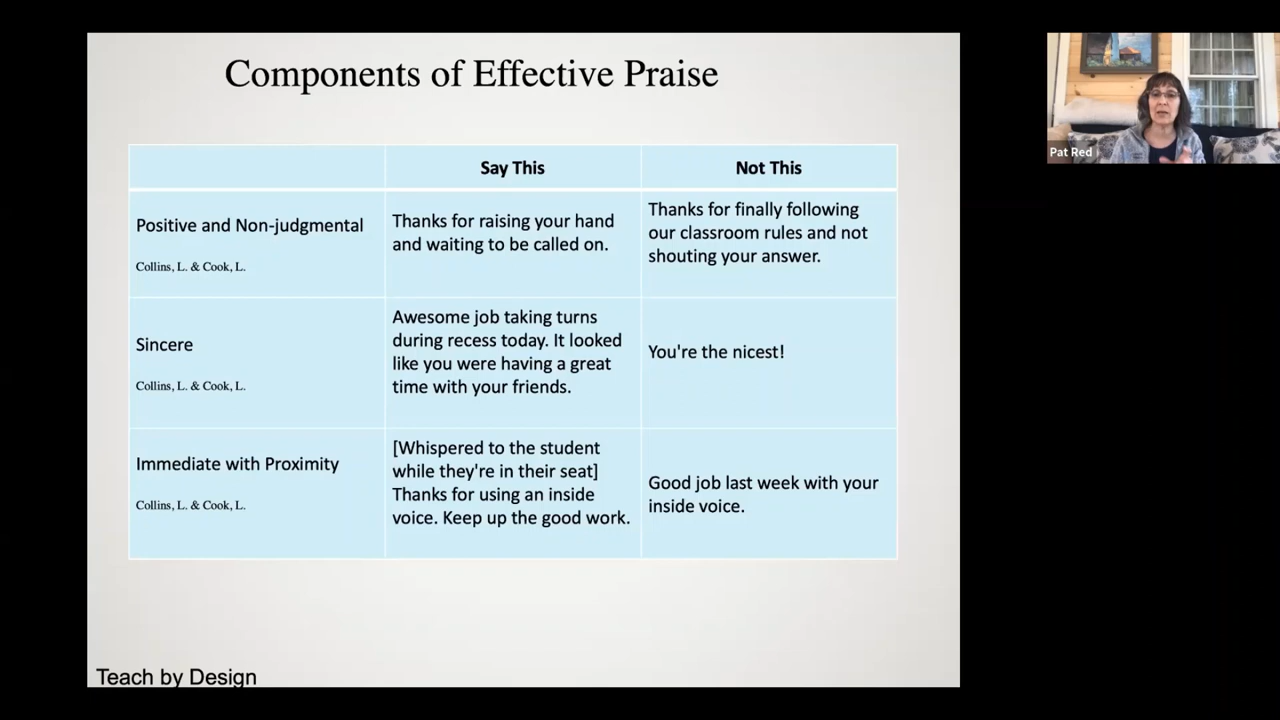 Components of Effective Praise
Say This
Not This
Positive and Non-judgmental
Collins, L. & Cook, L.
Thanks for raising your hand
and waiting to be called on.
Thanks for finally following
our classroom rules and not
shouting your answer.
Sincere
Collins, L. & Cook, L.
Awesome job taking turns
during recess today. It looked
like you were having a great
time with your friends.
You're the nicest!
Immediate with Proximity
Collins, L. & Cook, L.
[Whispered to the student
while they're in their seat]
Thanks for using an inside
voice. Keep up the good work.
Good job last week with your
inside voice.
Teach by Design
Pat Red